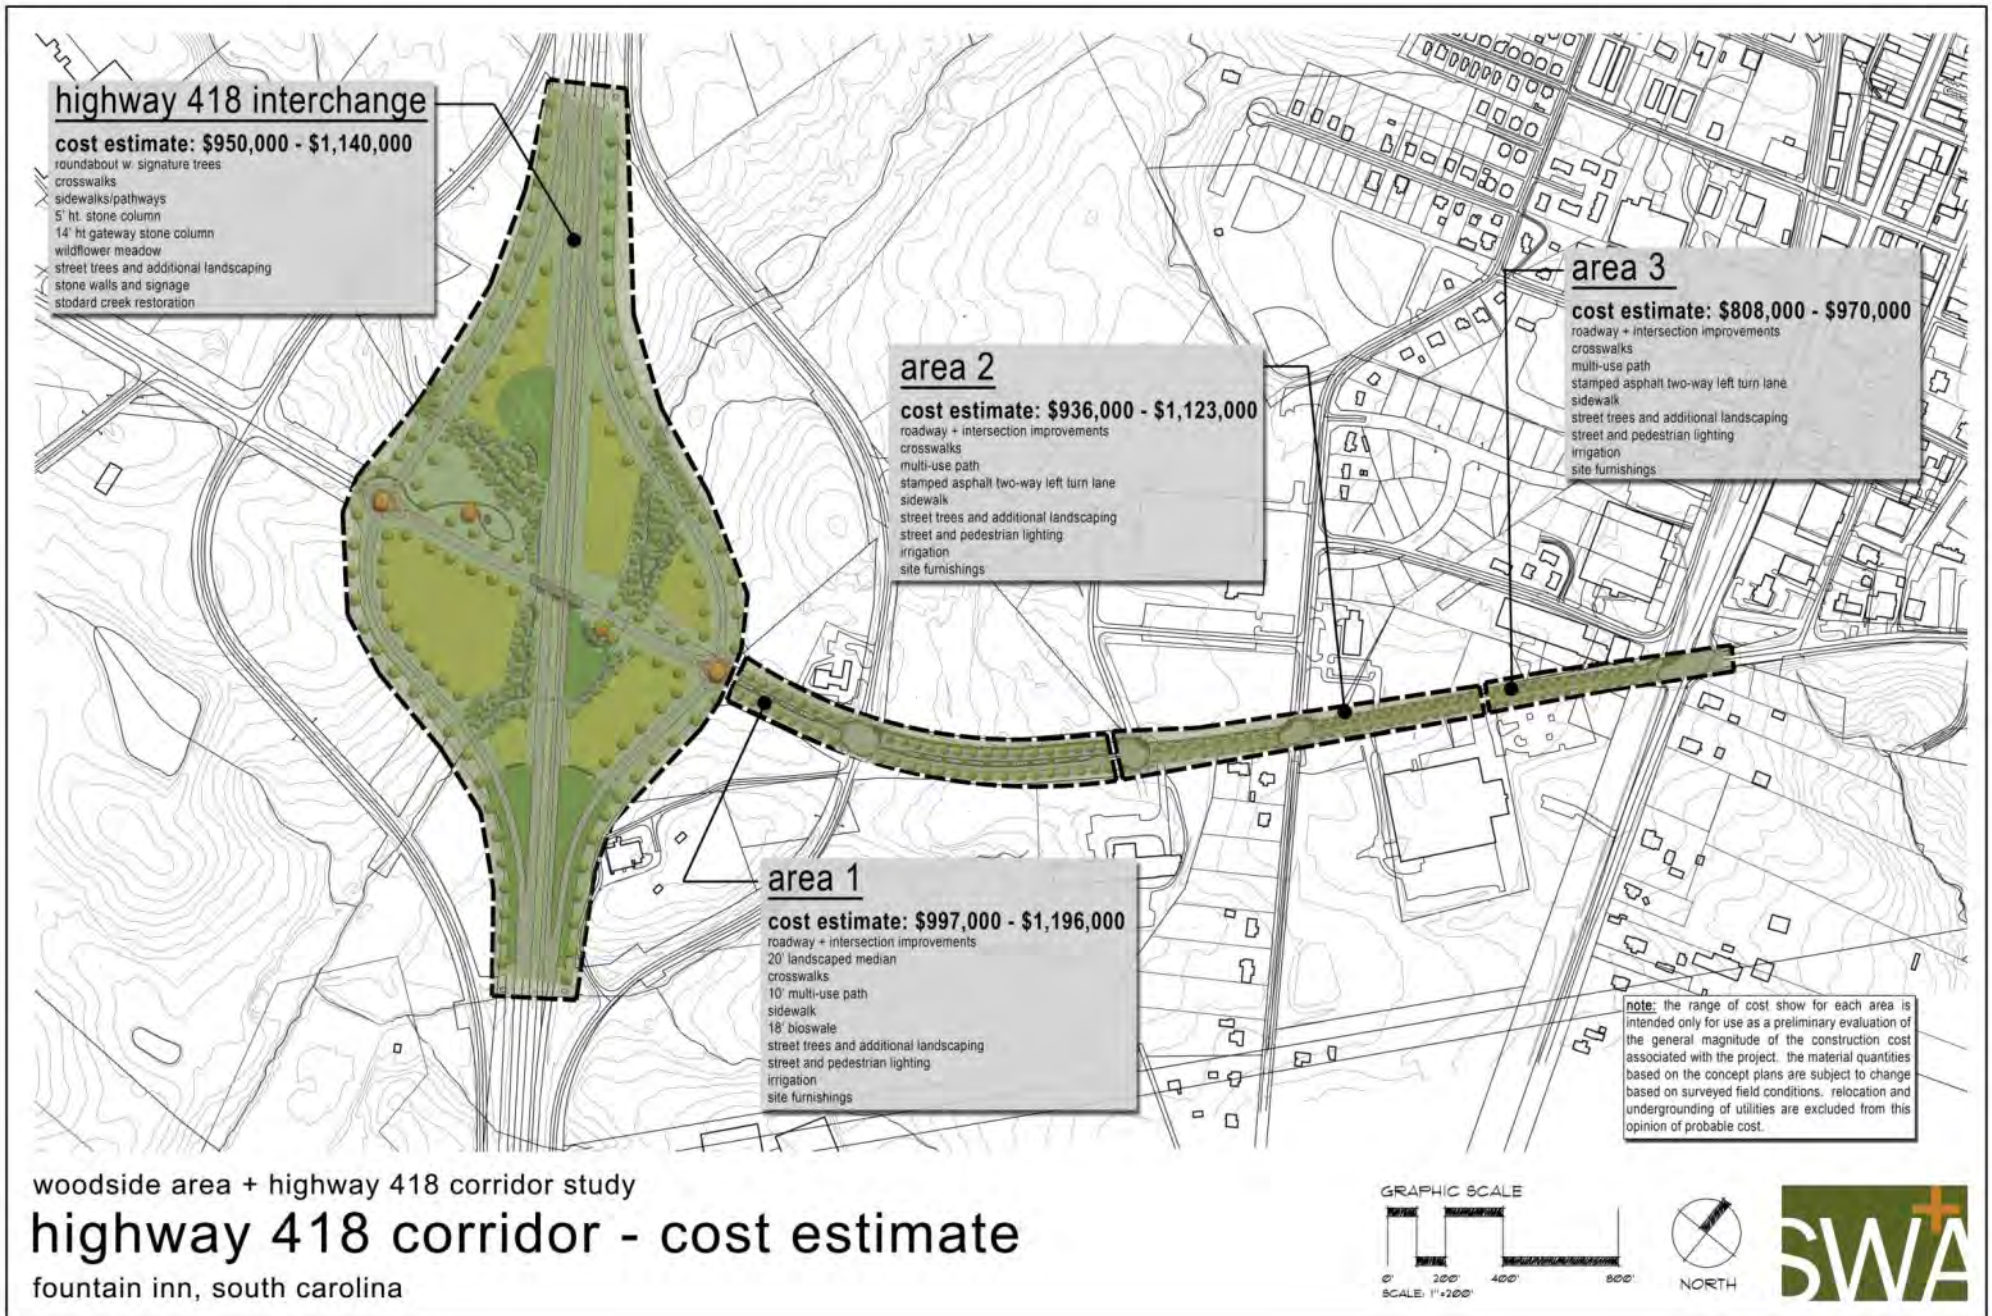 highway 418 interchange
cost estimate: $950,000 - $1,140,000
roundabout w. signature trees
crosswalks
sidewalks/pathways
5' ht. stone column
14' ht gateway stone column
wildflower meadow
street trees and additional landscaping
stone walls and signage
stodard creek restoration
area 3
cost estimate: $808,000 - $970,000
roadway + intersection improvements
crosswalks
multi-use path
stamped asphalt two-way left turn lane
sidewalk
street trees and additional landscaping
street and pedestrian lighting
irrigation
site furnishings
area 2
cost estimate: $936,000 - $1,123,000
roadway + intersection improvements
crosswalks
multi-use path
stamped asphalt two-way left turn lane
sidewalk
street trees and additional landscaping
street and pedestrian lighting
irrigation
site furnishings
area 1
cost estimate: $997,000 - $1,196,000
roadway + intersection improvements
20' landscaped median
crosswalks
10' multi-use path
sidewalk
18' bioswale
street trees and additional landscaping
street and pedestrian lighting
irrigation
site furnishings
note: the range of cost show for each area is
intended only for use as a preliminary evaluation of
the general magnitude of the construction cost
associated with the project. the material quantities
based on the concept plans are subject to change
based on surveyed field conditions. relocation and
undergrounding of utilities are excluded from this
opinion of probable cost.
woodside area + highway 418 corridor study
highway 418 corridor - cost estimate
fountain inn, south carolina
GRAPHIC SCALE
0' 200' 400' 800'
SCALE: 1"=200'
NORTH
SWA+